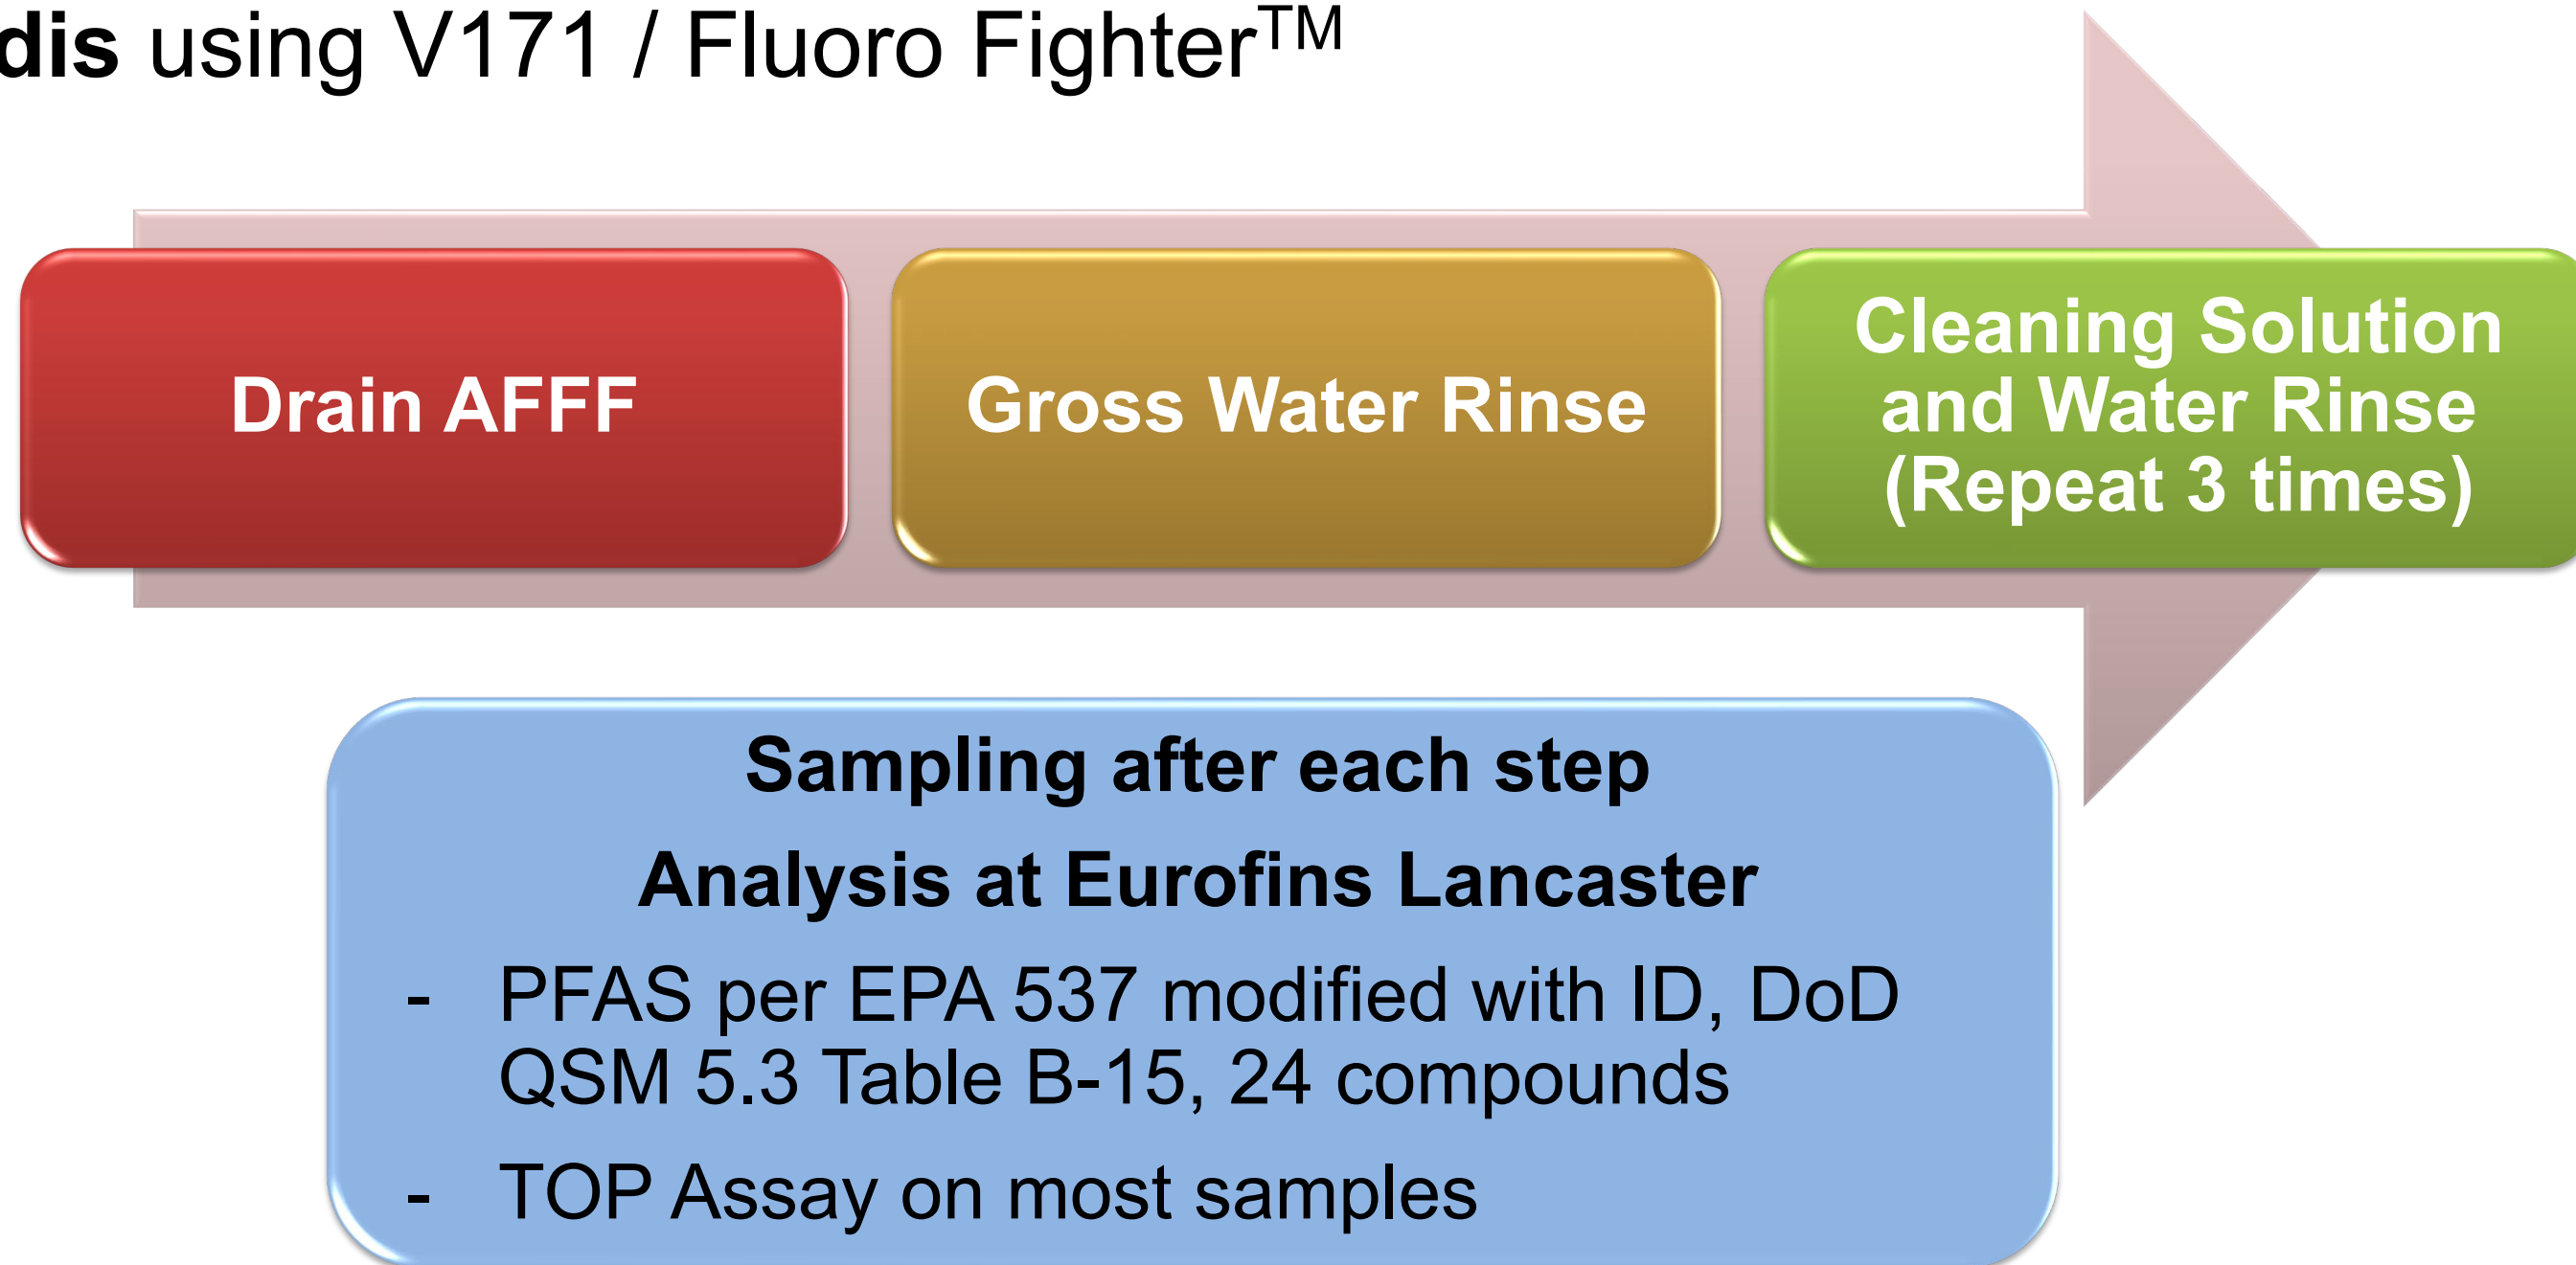 dis using V171 / Fluoro Fighter™
Drain AFFF
Gross Water Rinse
Cleaning Solution
and Water Rinse
(Repeat 3 times)
Sampling after each step
Analysis at Eurofins Lancaster
- PFAS per EPA 537 modified with ID, DoD
QSM 5.3 Table B-15, 24 compounds
- TOP Assay on most samples